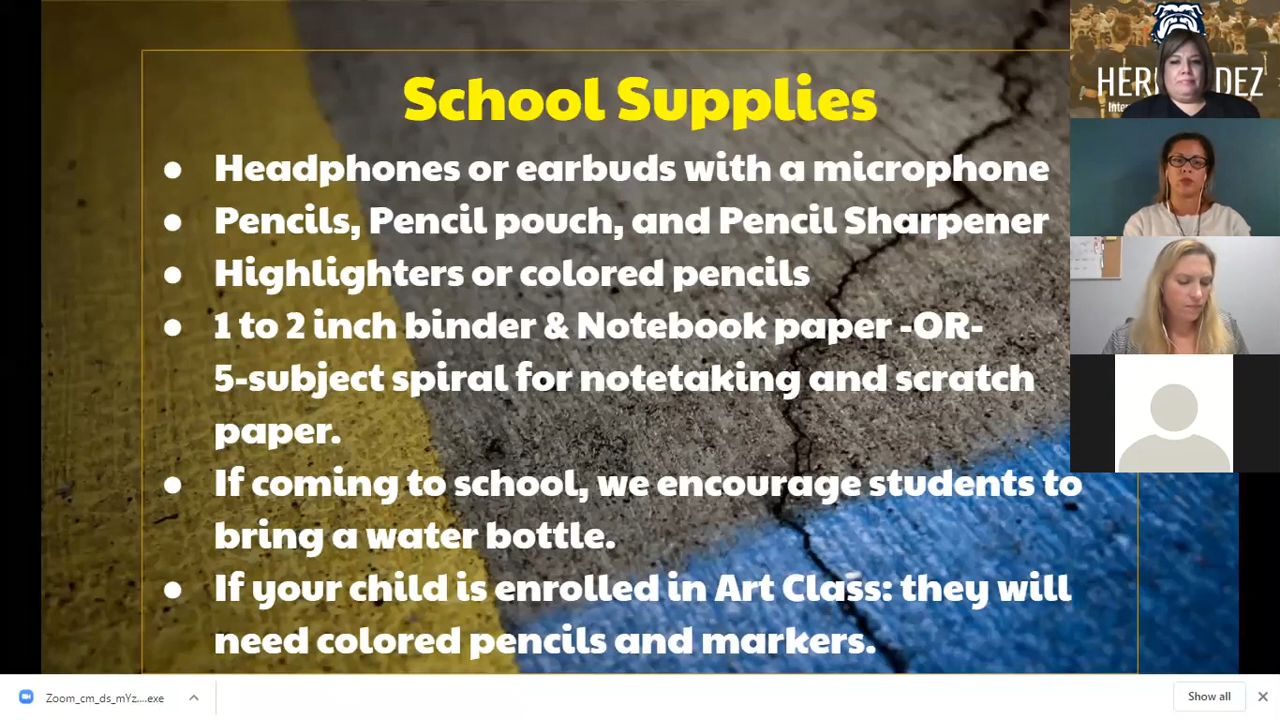 School Supplies
● Headphones or earbuds with a microphone
● Pencils, Pencil pouch, and Pencil Sharpener
● Highlighters or colored pencils
● 1 to 2 inch binder & Notebook paper -OR-
5-subject spiral for notetaking and scratch
paper.
● If coming to school, we encourage students to
bring a water bottle.
● If your child is enrolled in Art Class: they will
need colored pencils and markers.
Zoom_cm_ds_mYz....exe
Show all